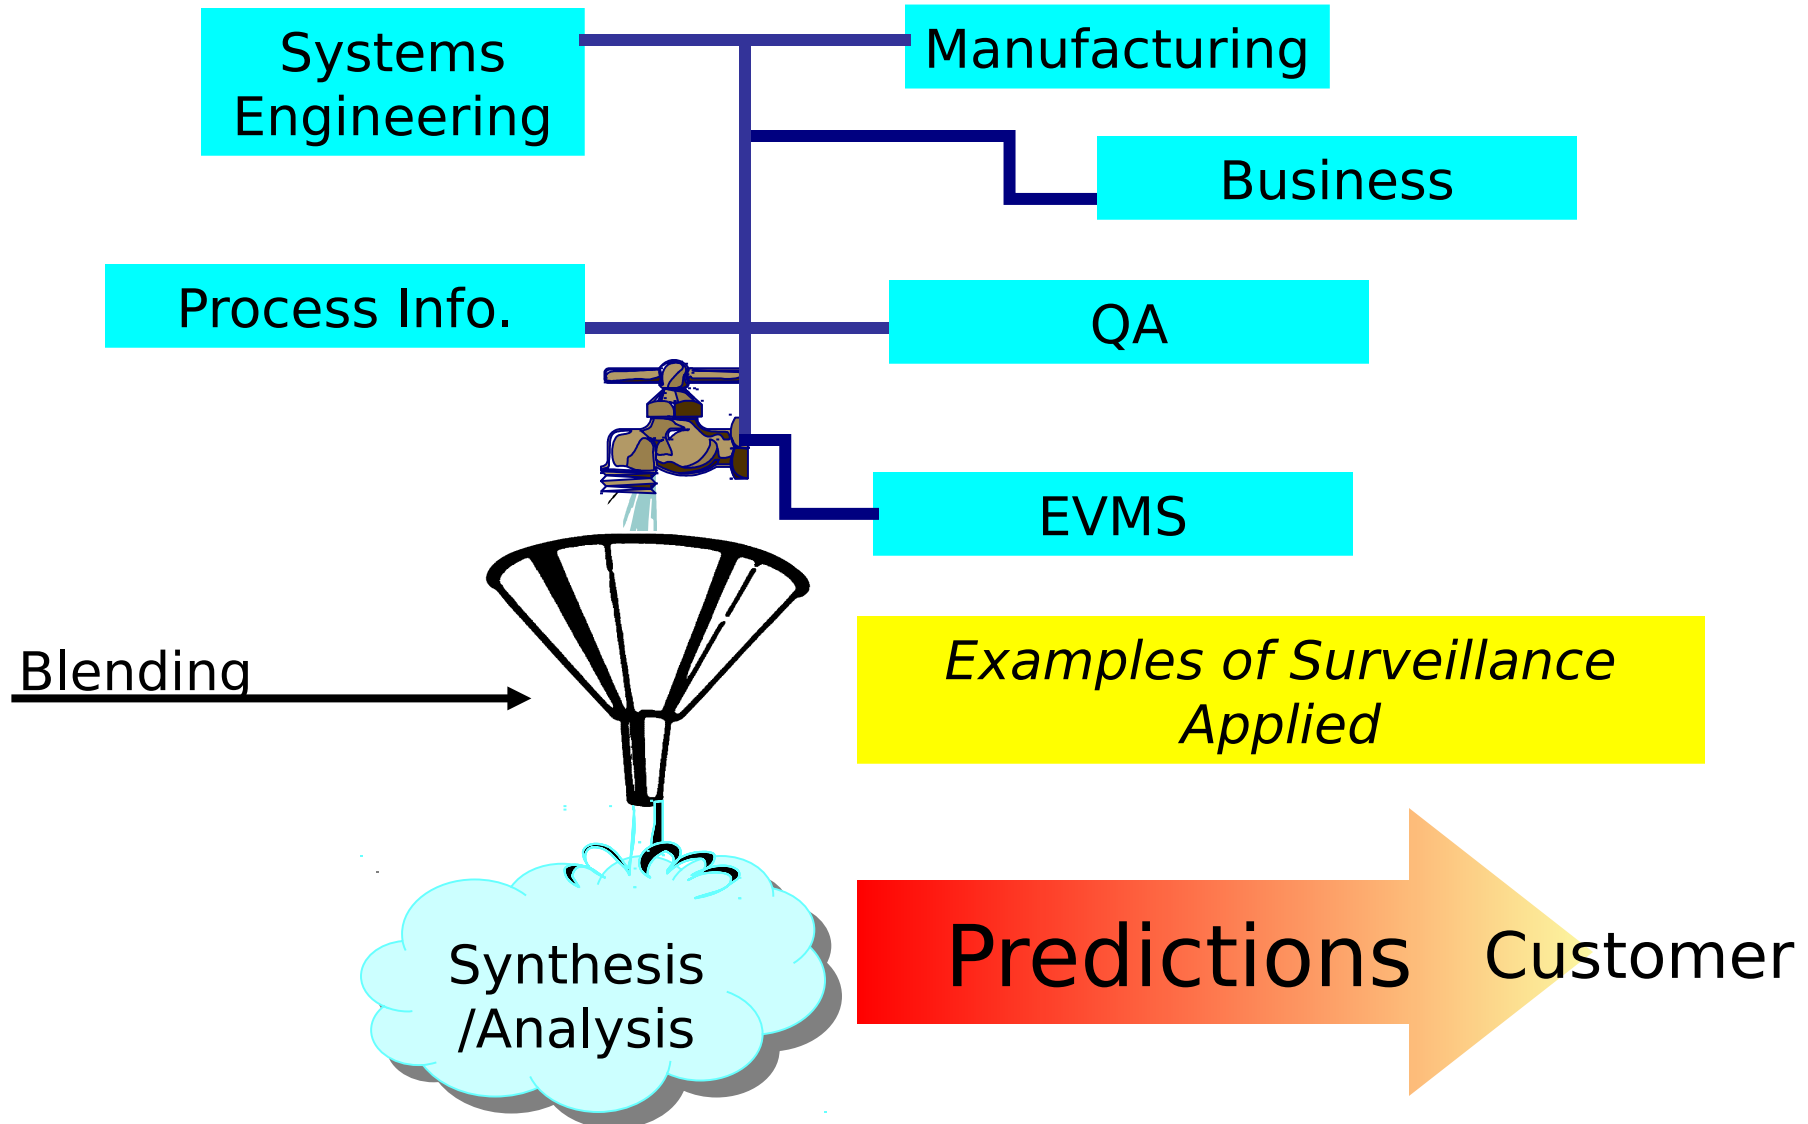 Systems
Engineering
Manufacturing
Business
Process Info.
QA
EVMS
Blending
Examples of Surveillance
Applied
Synthesis
/Analysis
Predictions
Customer